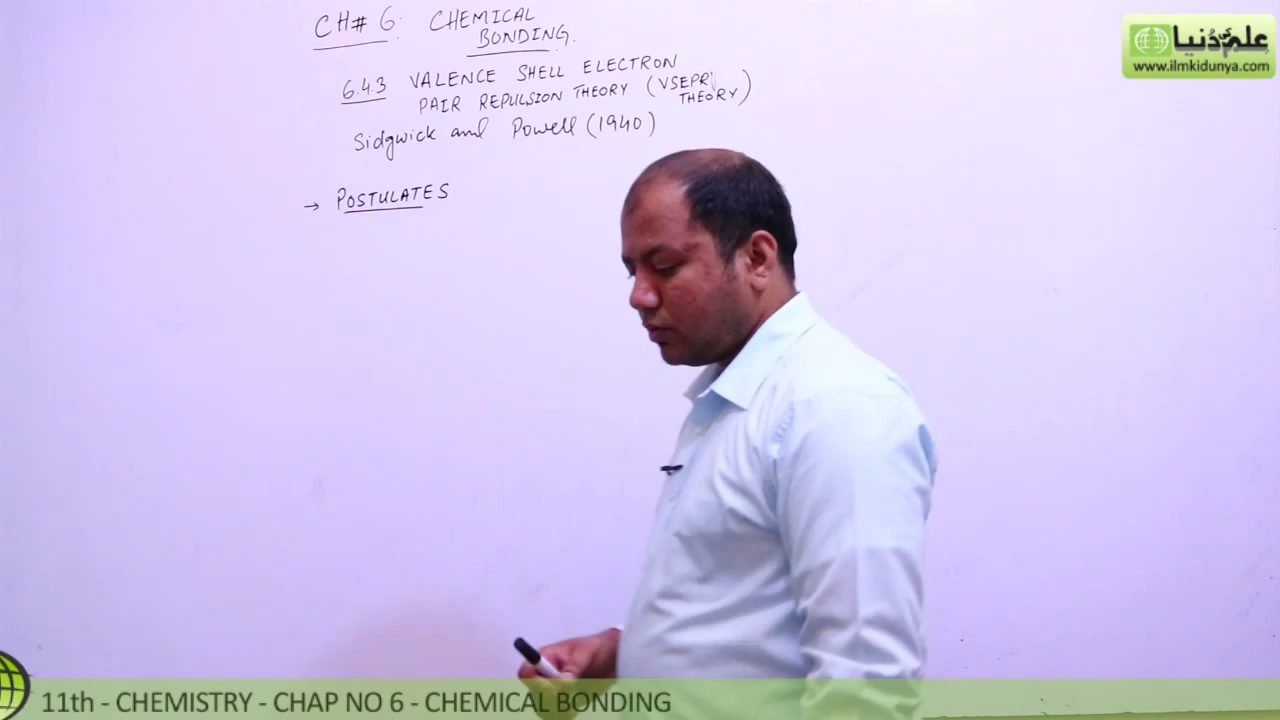 CH# 6: CHEMICAL
BONDING.
6.4.3 VALENCE SHELL ELECTRON
PAIR REPULSION THEORY (VSEPR
THEORY)
Sidgwick and Powell (1940)
→ POSTULATES
علم کی دُنیا
www.ilmkidunya.com
11th - CHEMISTRY - CHAP NO 6 - CHEMICAL BONDING